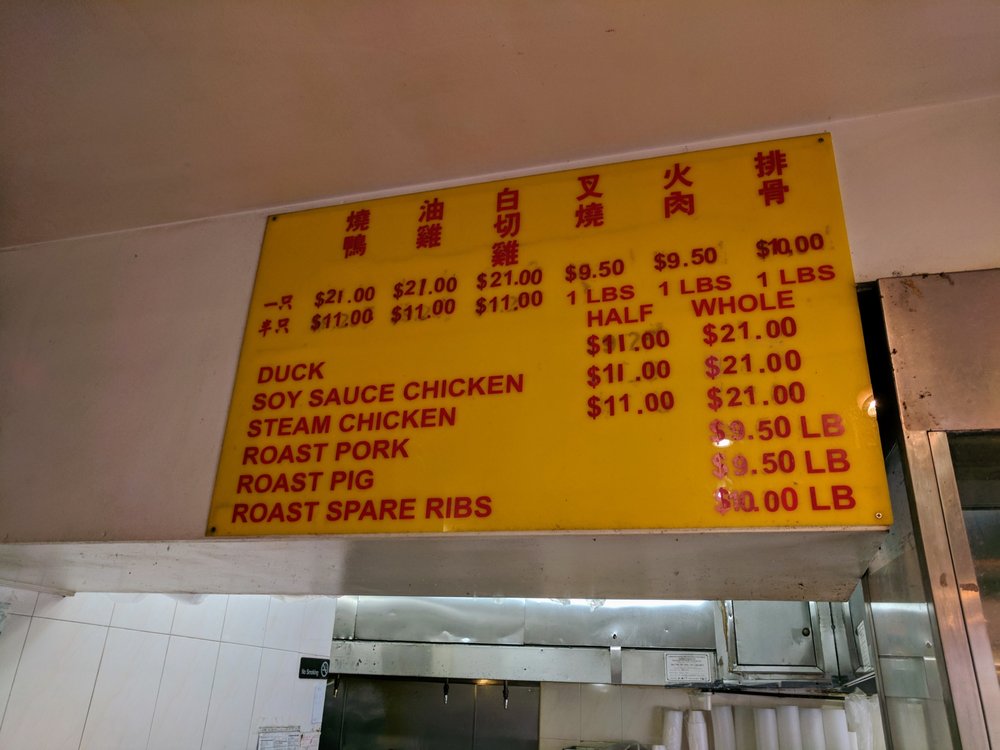 燒鴨 油雞 白切雞 叉燒 火肉 排骨
一只 $21.00 $21.00 $21.00 $9.50 $9.50 $10.00
半只 $11.00 $11.00 $11.00 1 LBS 1 LBS 1 LBS
HALF WHOLE
DUCK $11.00 $21.00
SOY SAUCE CHICKEN $11.00 $21.00
STEAM CHICKEN $11.00 $21.00
ROAST PORK $9.50 LB
ROAST PIG $9.50 LB
ROAST SPARE RIBS $10.00 LB
No Smoking